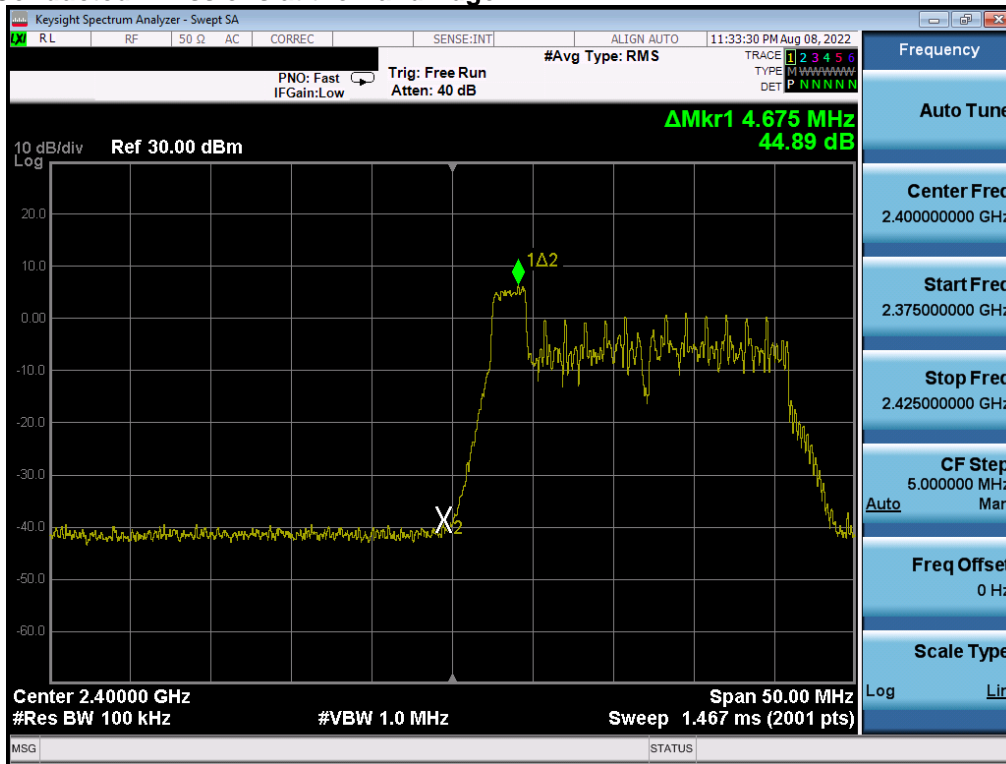 Keysight Spectrum Analyzer - Swept SA
LXI RL RF 50 Ω AC CORREC SENSE:INT ALIGN AUTO 11:33:30 PM Aug 08, 2022
#Avg Type: RMS
TRACE 1 2 3 4 5 6
PNO: Fast Trig: Free Run
TYPE M WWWWW
IFGain:Low Atten: 40 dB
DET P N N N N N
ΔMkr1 4.675 MHz
44.89 dB
10 dB/div Ref 30.00 dBm
Log
20.0
10.0
0.00
-10.0
-20.0
-30.0
-40.0
-50.0
-60.0
1Δ2
X2
Center 2.40000 GHz Span 50.00 MHz
#Res BW 100 kHz #VBW 1.0 MHz Sweep 1.467 ms (2001 pts)
MSG STATUS
Frequency
Auto Tune
Center Freq
2.400000000 GHz
Start Freq
2.375000000 GHz
Stop Freq
2.425000000 GHz
CF Step
5.000000 MHz
Auto Man
Freq Offset
0 Hz
Scale Type
Log Lin